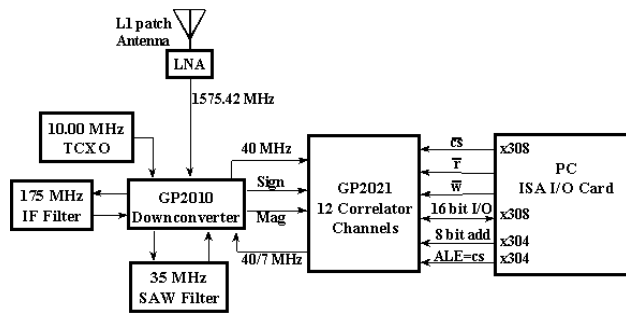 L1 patch
Antenna
LNA
1575.42 MHz
10.00 MHz
TCXO
40 MHz
175 MHz
IF Filter
GP2010
Downconverter
Sign
Mag
40/7 MHz
35 MHz
SAW Filter
GP2021
12 Correlator
Channels
cs
r
w
16 bit I/O
8 bit add
ALE=cs
x308
x308
x304
x304
PC
ISA I/O Card